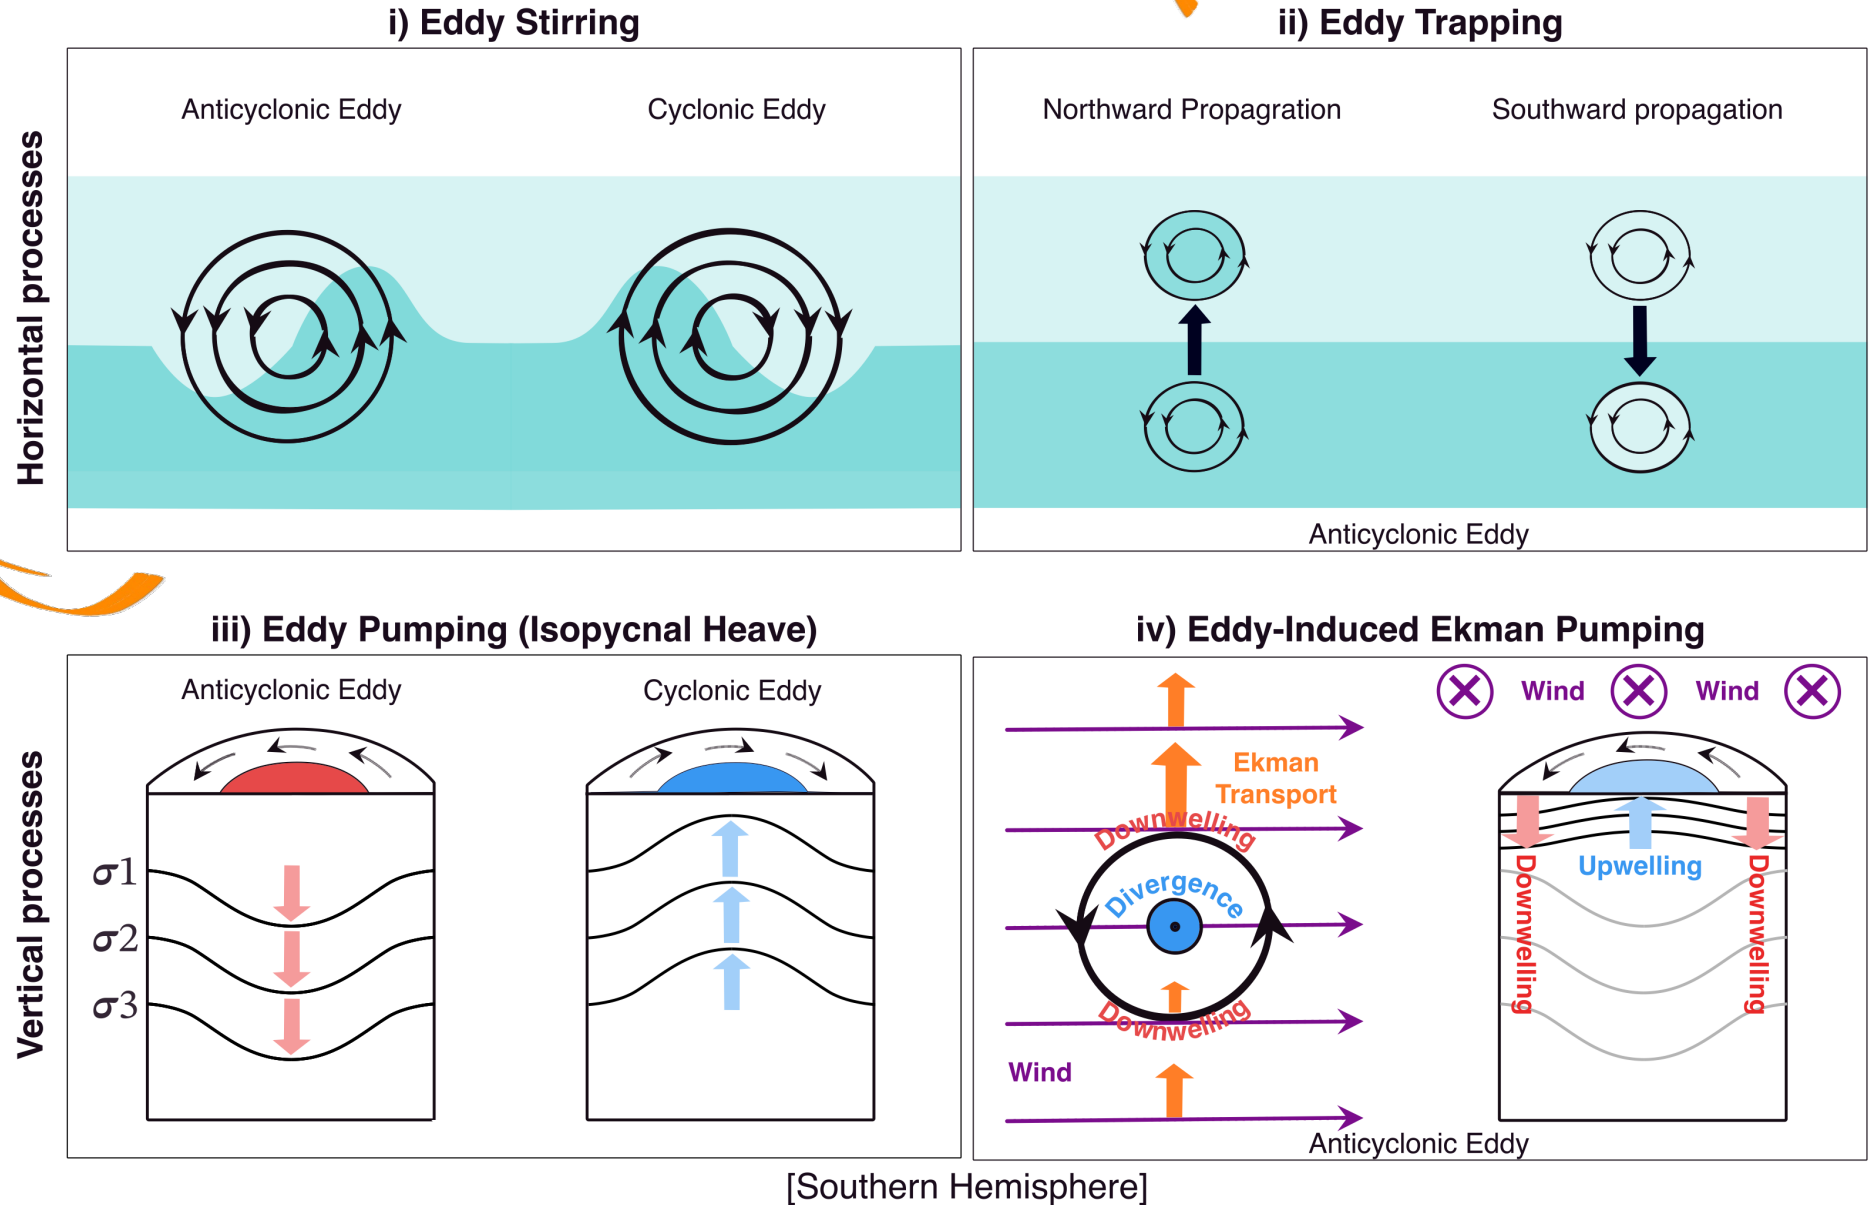 i) Eddy Stirring
ii) Eddy Trapping
Horizontal processes
Anticyclonic Eddy
Cyclonic Eddy
Northward Propagration
Southward propagation
Anticyclonic Eddy
iii) Eddy Pumping (Isopycnal Heave)
iv) Eddy-Induced Ekman Pumping
Vertical processes
Anticyclonic Eddy
Cyclonic Eddy
σ1
σ2
σ3
Ekman
Transport
Downwelling
Divergence
Downwelling
Wind
Wind
Wind
Upwelling
Downwelling
Downwelling
Anticyclonic Eddy
[Southern Hemisphere]